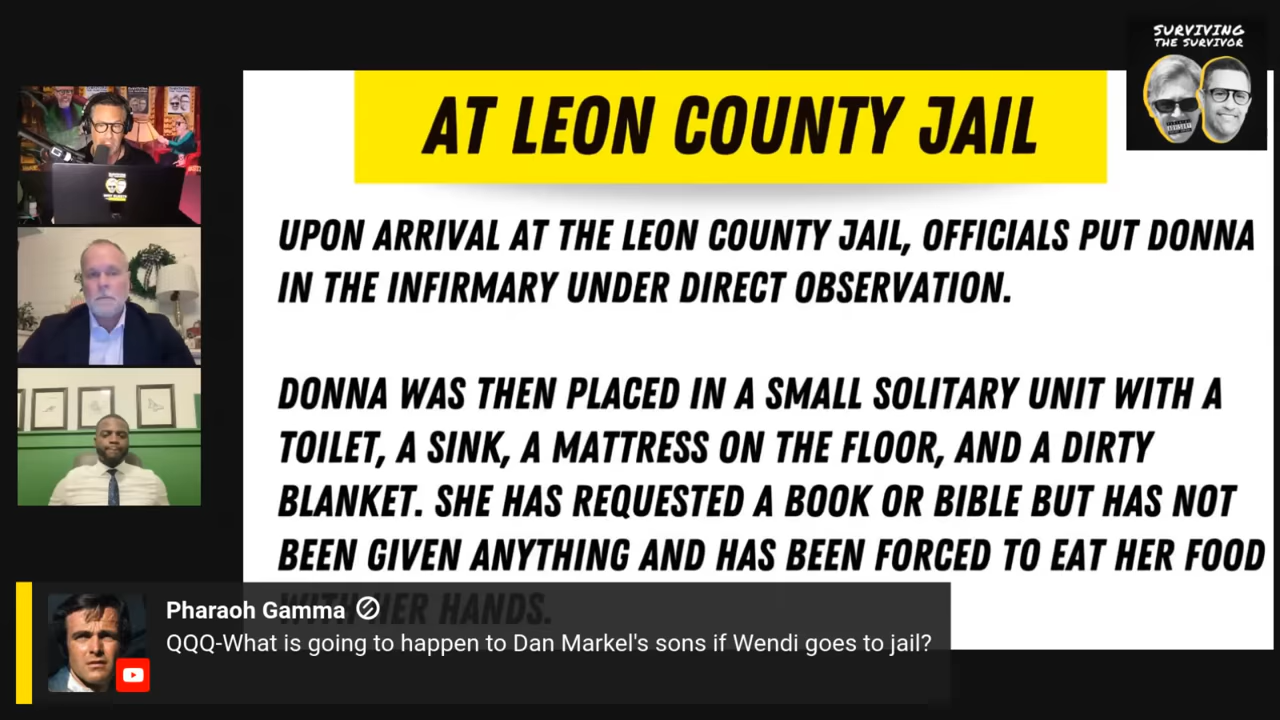 SURVIVING
THE SURVIVOR
AT LEON COUNTY JAIL
UPON ARRIVAL AT THE LEON COUNTY JAIL, OFFICIALS PUT DONNA
IN THE INFIRMARY UNDER DIRECT OBSERVATION.
DONNA WAS THEN PLACED IN A SMALL SOLITARY UNIT WITH A
TOILET, A SINK, A MATTRESS ON THE FLOOR, AND A DIRTY
BLANKET. SHE HAS REQUESTED A BOOK OR BIBLE BUT HAS NOT
BEEN GIVEN ANYTHING AND HAS BEEN FORCED TO EAT HER FOOD
WITH HER HANDS.
Pharaoh Gamma
QQQ-What is going to happen to Dan Markel's sons if Wendi goes to jail?